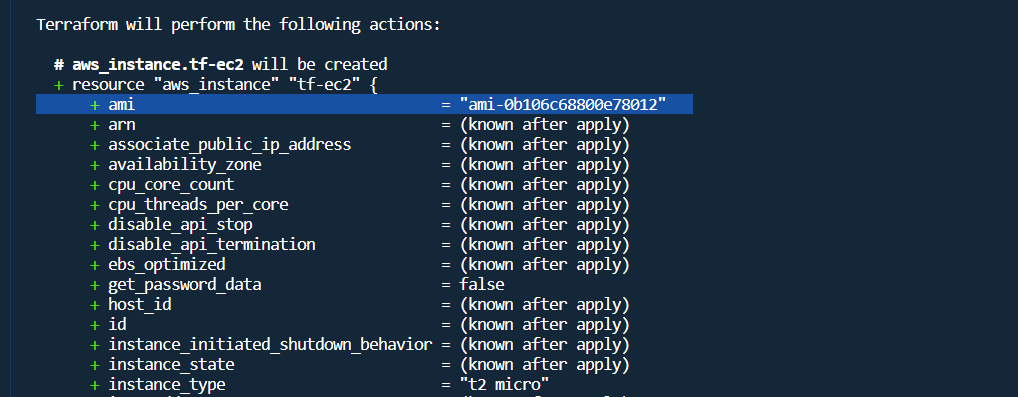 Terraform will perform the following actions:
# aws_instance.tf-ec2 will be created
+ resource "aws_instance" "tf-ec2" {
+ ami = "ami-0b106c68800e78012"
+ arn = (known after apply)
+ associate_public_ip_address = (known after apply)
+ availability_zone = (known after apply)
+ cpu_core_count = (known after apply)
+ cpu_threads_per_core = (known after apply)
+ disable_api_stop = (known after apply)
+ disable_api_termination = (known after apply)
+ ebs_optimized = (known after apply)
+ get_password_data = false
+ host_id = (known after apply)
+ id = (known after apply)
+ instance_initiated_shutdown_behavior = (known after apply)
+ instance_state = (known after apply)
+ instance_type = "t2 micro"